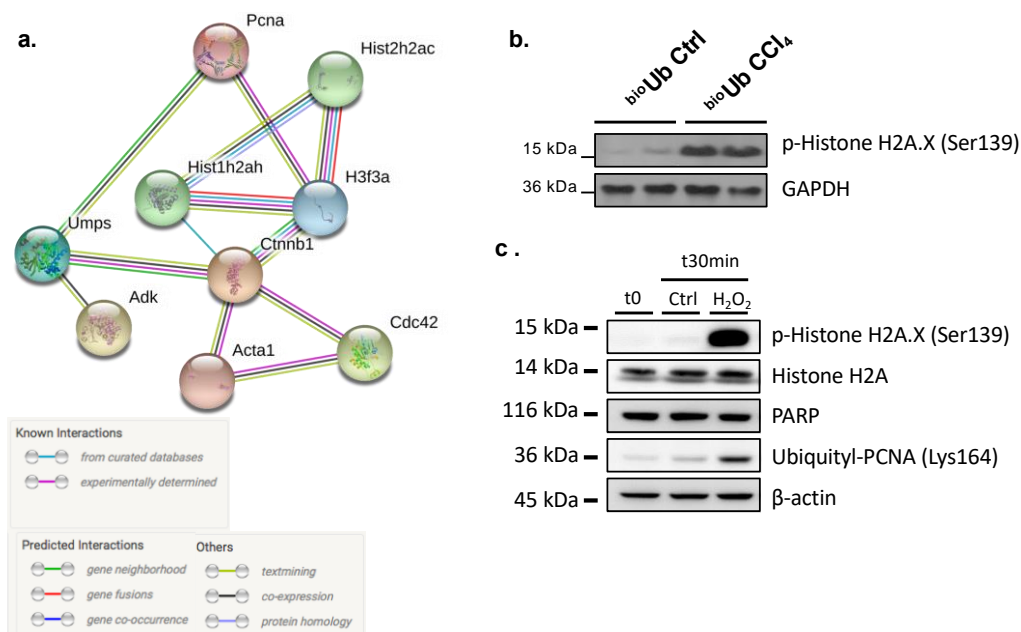 a.
Pcna
Hist2h2ac
Hist1h2ah
H3f3a
Umps
Ctnnb1
Adk
Cdc42
Acta1
Known Interactions
from curated databases
experimentally determined
Predicted Interactions
gene neighborhood
gene fusions
gene co-occurrence
Others
textmining
co-expression
protein homology
b.
bioUb Ctrl
bioUb CCl4
15 kDa
p-Histone H2A.X (Ser139)
36 kDa
GAPDH
c .
t30min
t0
Ctrl
H2O2
15 kDa
p-Histone H2A.X (Ser139)
14 kDa
Histone H2A
116 kDa
PARP
36 kDa
Ubiquityl-PCNA (Lys164)
45 kDa
β-actin